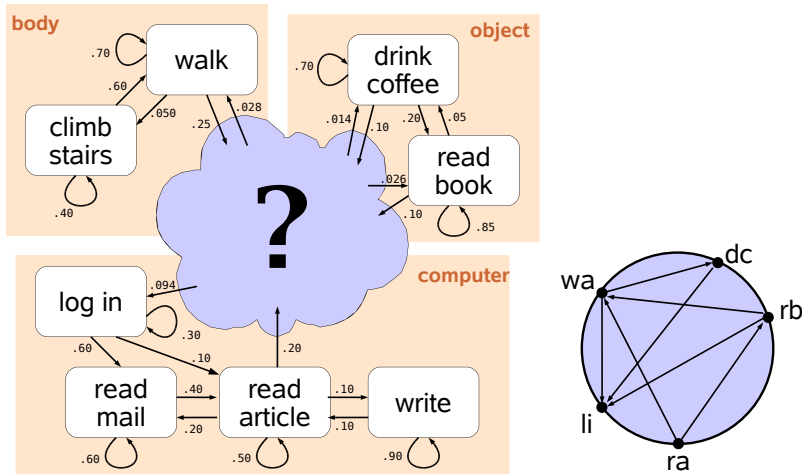 body
object
.70
walk
drink
coffee
.70
.60
.050
.25
.028
.014
.10
.20
.05
climb
stairs
.40
read
book
.026
.10
.85
?
computer
log in
.094
.30
.60
.10
.20
read
mail
.40
.20
read
article
.10
.10
write
.60
.50
.90
dc
wa
rb
li
ra